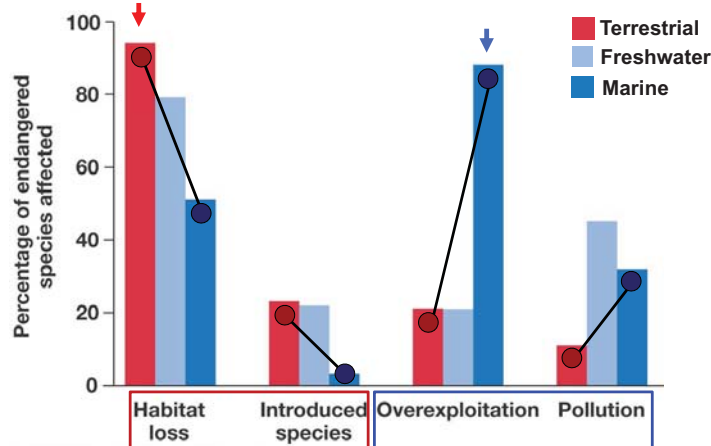 Percentage of endangered
species affected
100
80
60
40
20
0
Terrestrial
Freshwater
Marine
Habitat
loss
Introduced
species
Overexploitation
Pollution